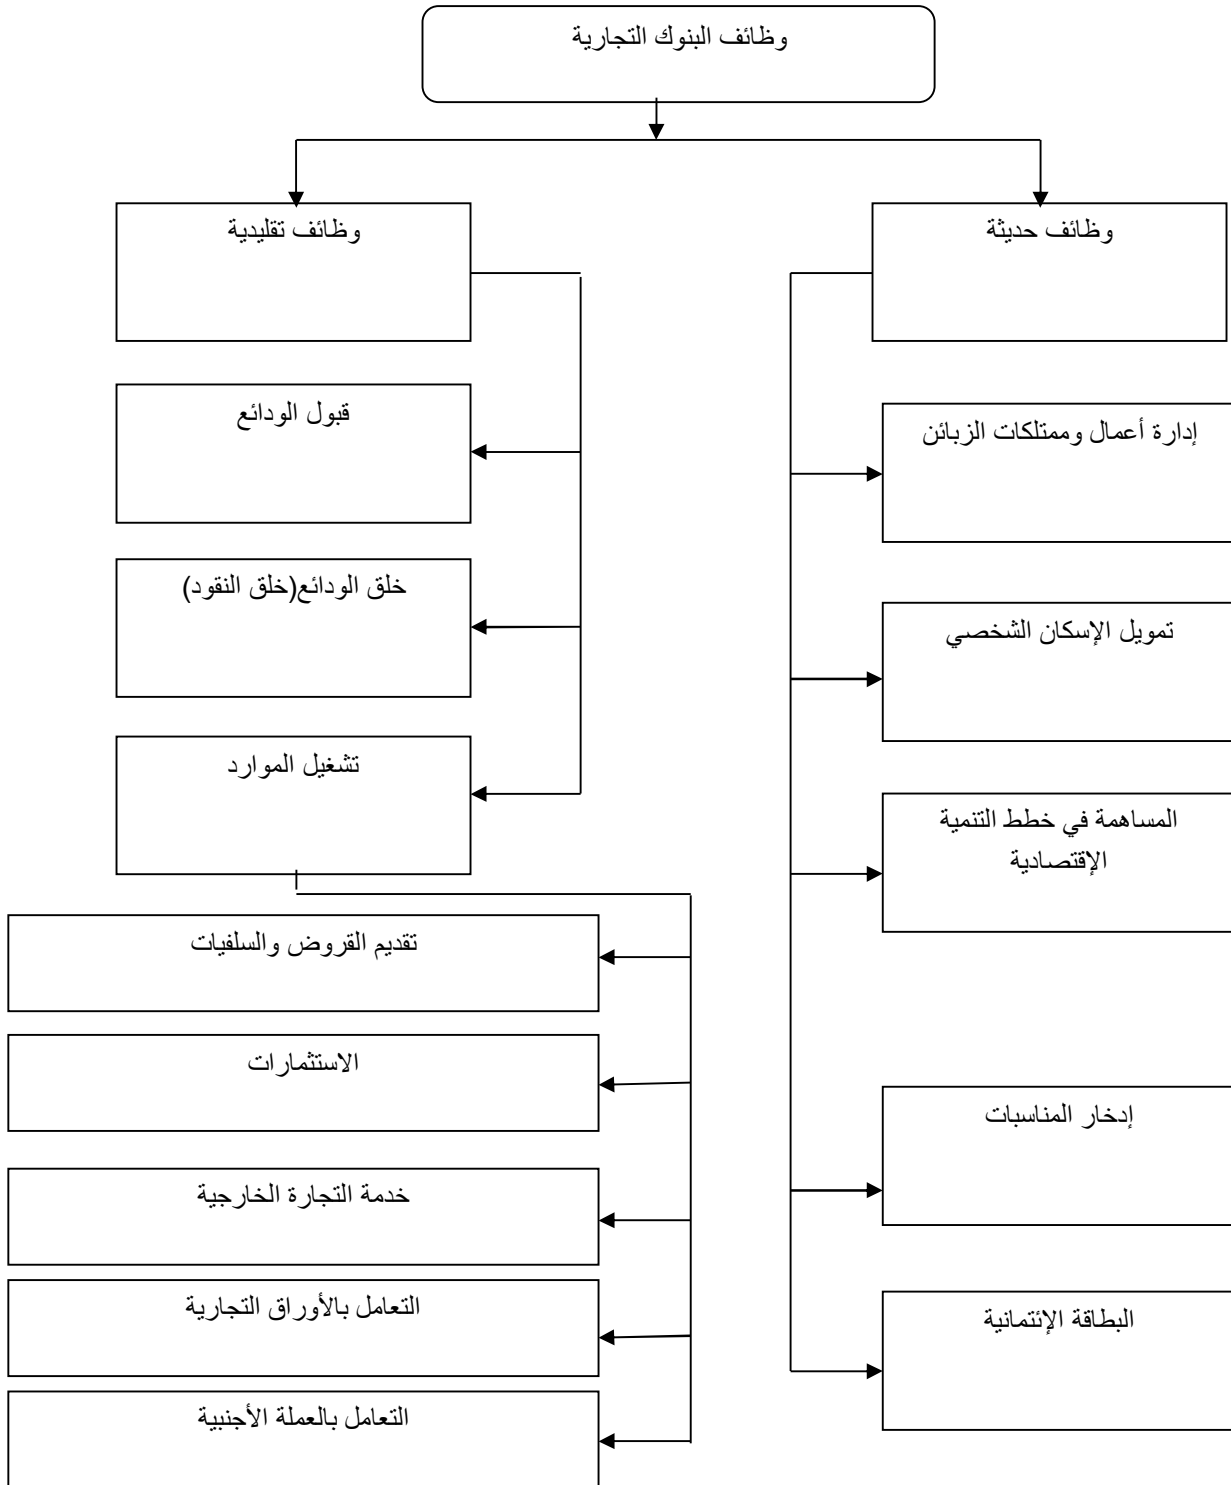 وظائف البنوك التجارية
وظائف حديثة
وظائف تقليدية
إدارة أعمال وممتلكات الزبائن
تمويل الإسكان الشخصي
المساهمة في خطط التنمية
الإقتصادية
إدخار المناسبات
البطاقة الإئتمانية
قبول الودائع
خلق الودائع(خلق النقود)
تشغيل الموارد
تقديم القروض والسلفيات
الاستثمارات
خدمة التجارة الخارجية
التعامل بالأوراق التجارية
التعامل بالعملة الأجنبية